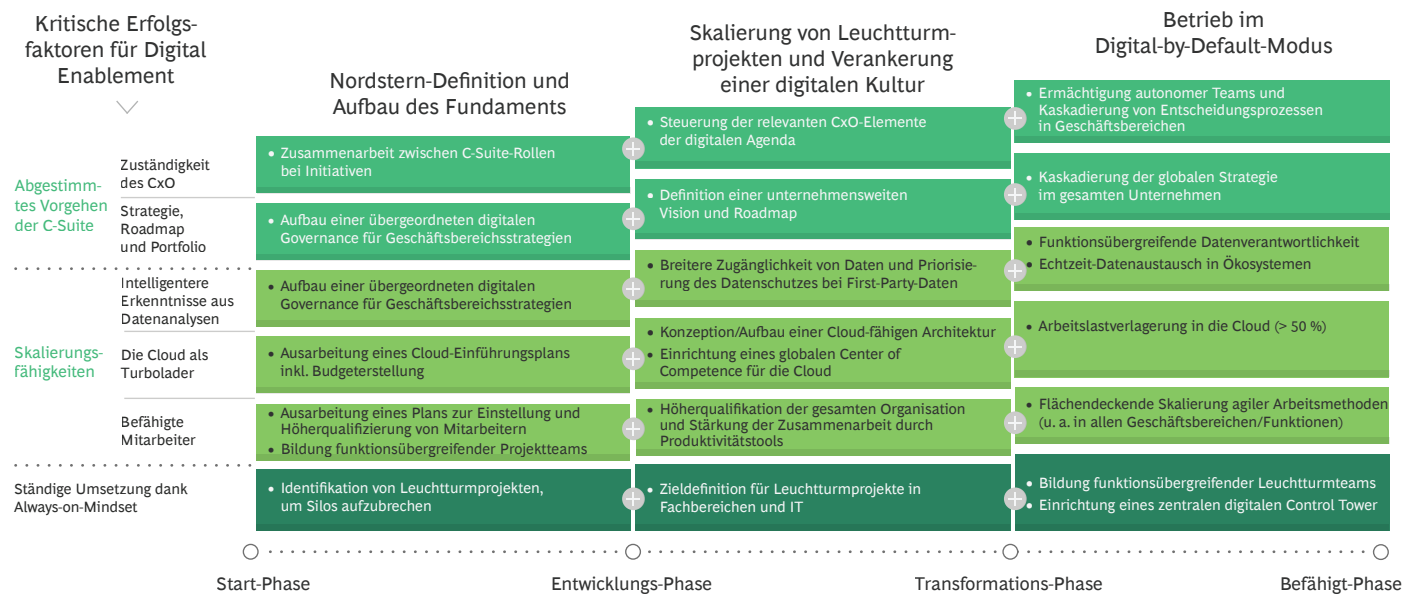 Kritische Erfolgs-
faktoren für Digital
Enablement
Nordstern-Definition und
Aufbau des Fundaments
Skalierung von Leuchtturm-
projekten und Verankerung
einer digitalen Kultur
Betrieb im
Digital-by-Default-Modus
Abgestimm-
tes Vorgehen
der C-Suite
Zuständigkeit
des CxO
• Zusammenarbeit zwischen C-Suite-Rollen
bei Initiativen
• Steuerung der relevanten CxO-Elemente
der digitalen Agenda
• Ermächtigung autonomer Teams und
Kaskadierung von Entscheidungsprozessen
in Geschäftsbereichen
Strategie,
Roadmap
und Portfolio
• Aufbau einer übergeordneten digitalen
Governance für Geschäftsbereichsstrategien
• Definition einer unternehmensweiten
Vision und Roadmap
• Kaskadierung der globalen Strategie
im gesamten Unternehmen
Skalierungs-
fähigkeiten
Intelligentere
Erkenntnisse aus
Datenanalysen
• Aufbau einer übergeordneten digitalen
Governance für Geschäftsbereichsstrategien
• Breitere Zugänglichkeit von Daten und Priorisie-
rung des Datenschutzes bei First-Party-Daten
• Funktionsübergreifende Datenverantwortlichkeit
• Echtzeit-Datenaustausch in Ökosystemen
Die Cloud als
Turbolader
• Ausarbeitung eines Cloud-Einführungsplans
inkl. Budgeterstellung
• Konzeption/Aufbau einer Cloud-fähigen Architektur
• Einrichtung eines globalen Center of
Competence für die Cloud
• Arbeitslastverlagerung in die Cloud (> 50 %)
Befähigte
Mitarbeiter
• Ausarbeitung eines Plans zur Einstellung und
Höherqualifizierung von Mitarbeitern
• Bildung funktionsübergreifender Projektteams
• Höherqualifikation der gesamten Organisation
und Stärkung der Zusammenarbeit durch
Produktivitätstools
• Flächendeckende Skalierung agiler Arbeitsmethoden
(u. a. in allen Geschäftsbereichen/Funktionen)
Ständige Umsetzung dank
Always-on-Mindset
• Identifikation von Leuchtturmprojekten,
um Silos aufzubrechen
• Zieldefinition für Leuchtturmprojekte in
Fachbereichen und IT
• Bildung funktionsübergreifender Leuchtturmteams
• Einrichtung eines zentralen digitalen Control Tower
Start-Phase
Entwicklungs-Phase
Transformations-Phase
Befähigt-Phase